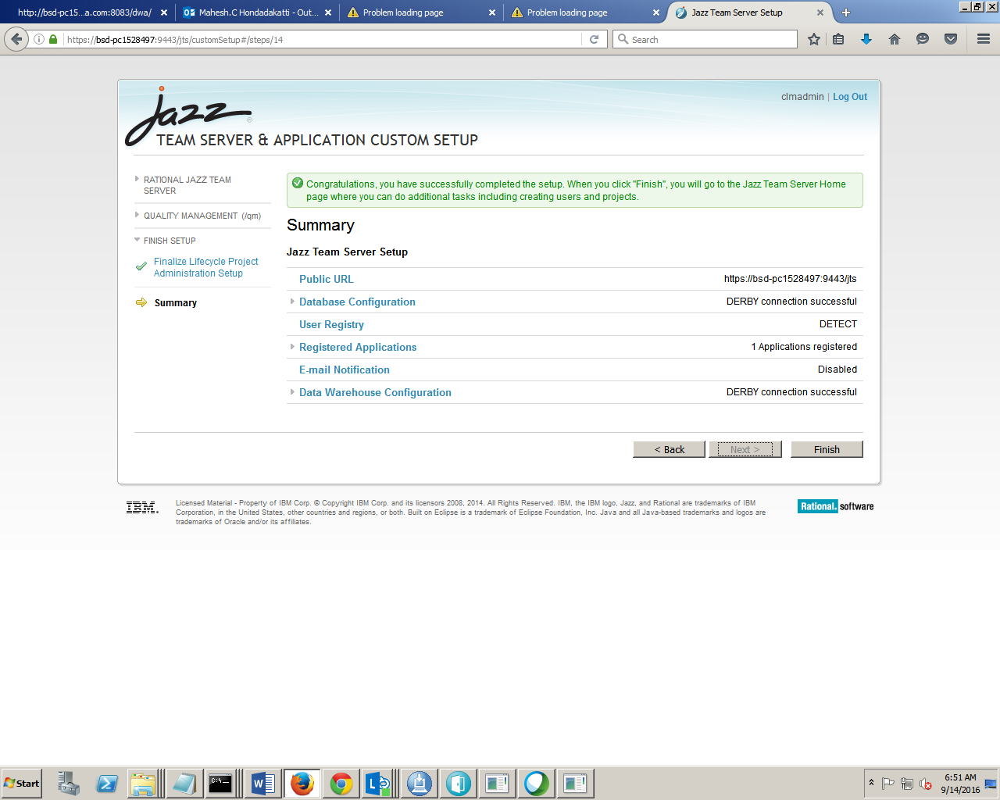 http://bsd-pc15...a.com:8083/dwa/
Mahesh.C Hondadakatti - Out...
Problem loading page
Problem loading page
Jazz Team Server Setup
https://bsd-pc1528497:9443/jts/customSetup#/steps/14
Search
clmadmin | Log Out
jazz ®
TEAM SERVER & APPLICATION CUSTOM SETUP
RATIONAL JAZZ TEAM
SERVER
QUALITY MANAGEMENT (/qm)
FINISH SETUP
Finalize Lifecycle Project
Administration Setup
Summary
Congratulations, you have successfully completed the setup. When you click "Finish", you will go to the Jazz Team Server Home
page where you can do additional tasks including creating users and projects.
Summary
Jazz Team Server Setup
Public URL https://bsd-pc1528497:9443/jts
Database Configuration DERBY connection successful
User Registry DETECT
Registered Applications 1 Applications registered
E-mail Notification Disabled
Data Warehouse Configuration DERBY connection successful
< Back Next > Finish
IBM.
Licensed Material - Property of IBM Corp. © Copyright IBM Corp. and its licensors 2008, 2014. All Rights Reserved. IBM, the IBM logo, Jazz, and Rational are trademarks of IBM
Corporation, in the United States, other countries and regions, or both. Built on Eclipse is a trademark of Eclipse Foundation, Inc. Java and all Java-based trademarks and logos are
trademarks of Oracle and/or its affiliates.
Rational. software
Start
6:51 AM
9/14/2016